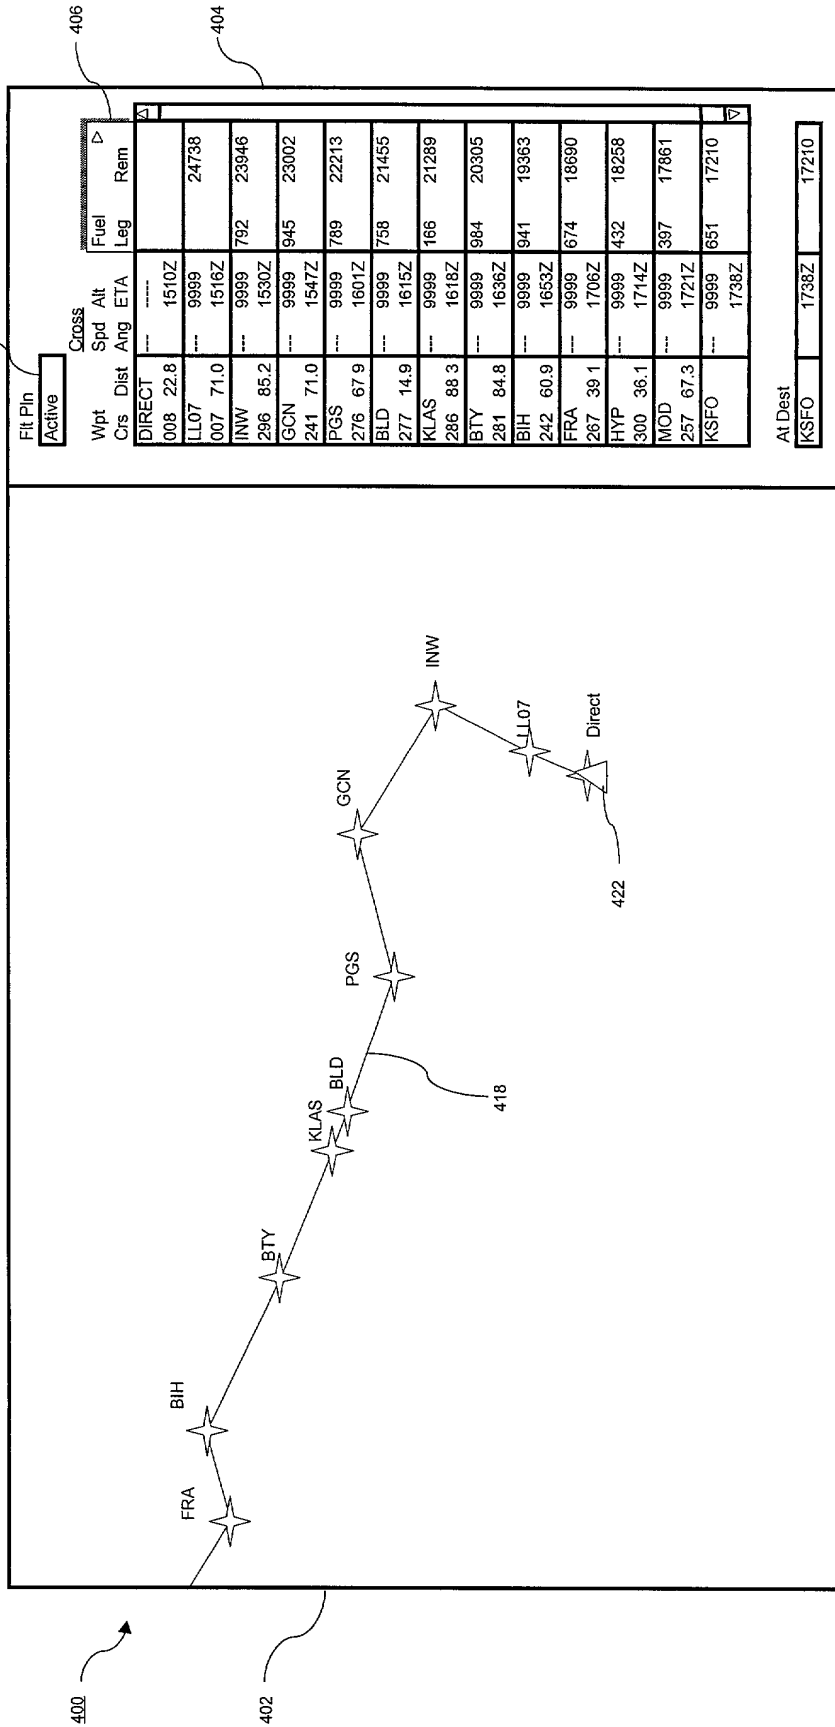 400
402
FRA
BIH
BTY
KLAS
BLD
418
PGS
GCN
INW
LL07
Direct
422
404
406
Flt Pln
Active
Cross
Wpt Spd Alt Fuel
Crs Dist Ang ETA Leg Rem
DIRECT --- -----
008 22.8 1510Z
LL07 --- 9999 24738
007 71.0 1516Z
INW --- 9999 792 23946
296 85.2 1530Z
GCN --- 9999 945 23002
241 71.0 1547Z
PGS --- 9999 789 22213
276 67.9 1601Z
BLD --- 9999 758 21455
277 14.9 1615Z
KLAS --- 9999 166 21289
286 88.3 1618Z
BTY --- 9999 984 20305
281 84.8 1636Z
BIH --- 9999 941 19363
242 60.9 1653Z
FRA --- 9999 674 18690
267 39.1 1706Z
HYP --- 9999 432 18258
300 36.1 1714Z
MOD --- 9999 397 17861
257 67.3 1721Z
KSFO --- 9999 651 17210
1738Z
At Dest
KSFO 1738Z 17210